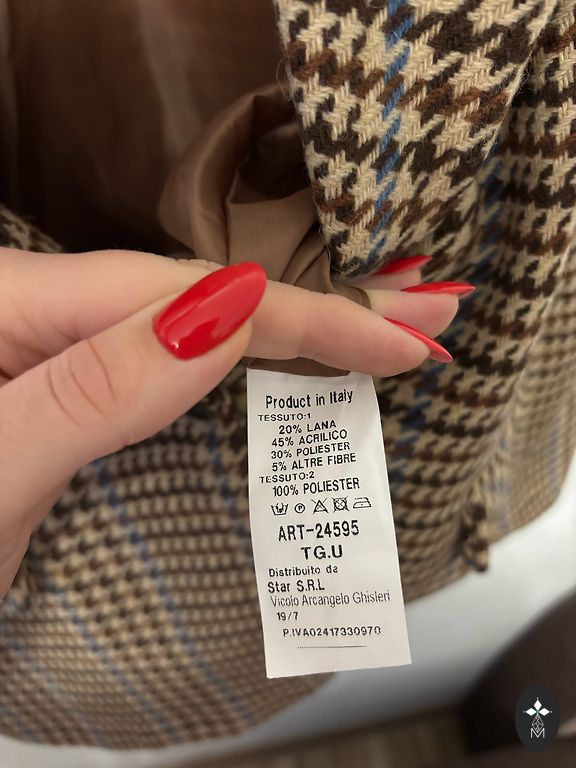 Product in Italy
TESSUTO:1
20% LANA
45% ACRILICO
30% POLIESTER
5% ALTRE FIBRE
TESSUTO:2
100% POLIESTER
ART-24595
TG.U
Distribuito da
Star S.R.L
Vicolo Arcangelo Ghisleri
19/7
P.IVA02417330970
M